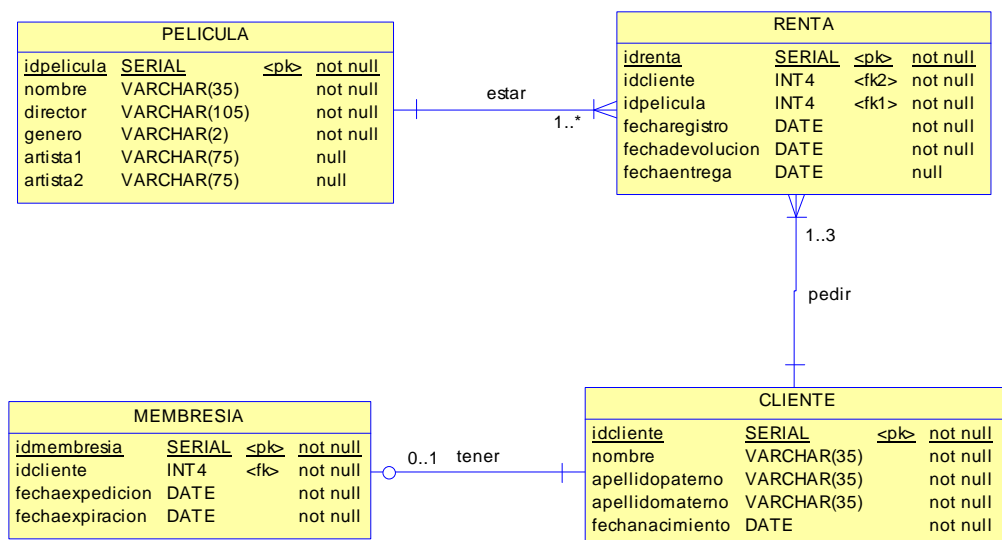 PELICULA
idpelicula SERIAL <pk> not null
nombre VARCHAR(35) not null
director VARCHAR(105) not null
genero VARCHAR(2) not null
artista1 VARCHAR(75) null
artista2 VARCHAR(75) null
estar
1..*
RENTA
idrenta SERIAL <pk> not null
idcliente INT4 <fk2> not null
idpelicula INT4 <fk1> not null
fecharegistro DATE not null
fechadevolucion DATE not null
fechaentrega DATE null
1..3
pedir
MEMBRESIA
idmembresia SERIAL <pk> not null
idcliente INT4 <fk> not null
fechaexpedicion DATE not null
fechaexpiracion DATE not null
0..1 tener
CLIENTE
idcliente SERIAL <pk> not null
nombre VARCHAR(35) not null
apellidopaterno VARCHAR(35) not null
apellidomaterno VARCHAR(35) not null
fechanacimiento DATE not null